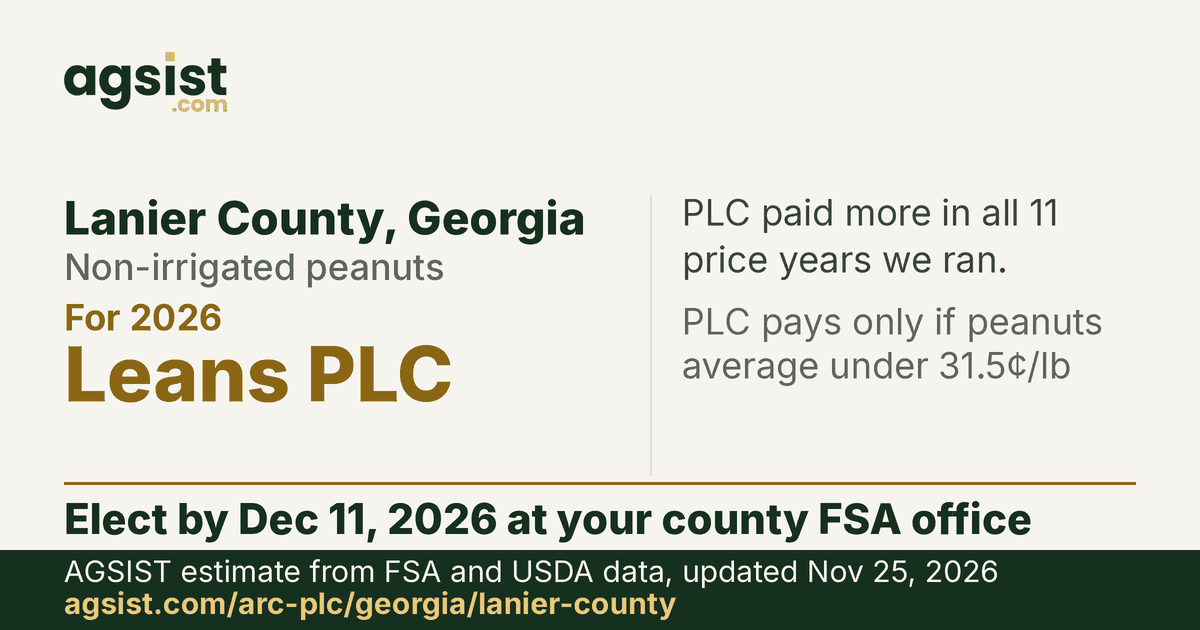 agsist
.com
Lanier County, Georgia
Non-irrigated peanuts
For 2026
Leans PLC
PLC paid more in all 11
price years we ran.
PLC pays only if peanuts
average under 31.5¢/lb
Elect by Dec 11, 2026 at your county FSA office
AGSIST estimate from FSA and USDA data, updated Nov 25, 2026
agsist.com/arc-plc/georgia/lanier-county